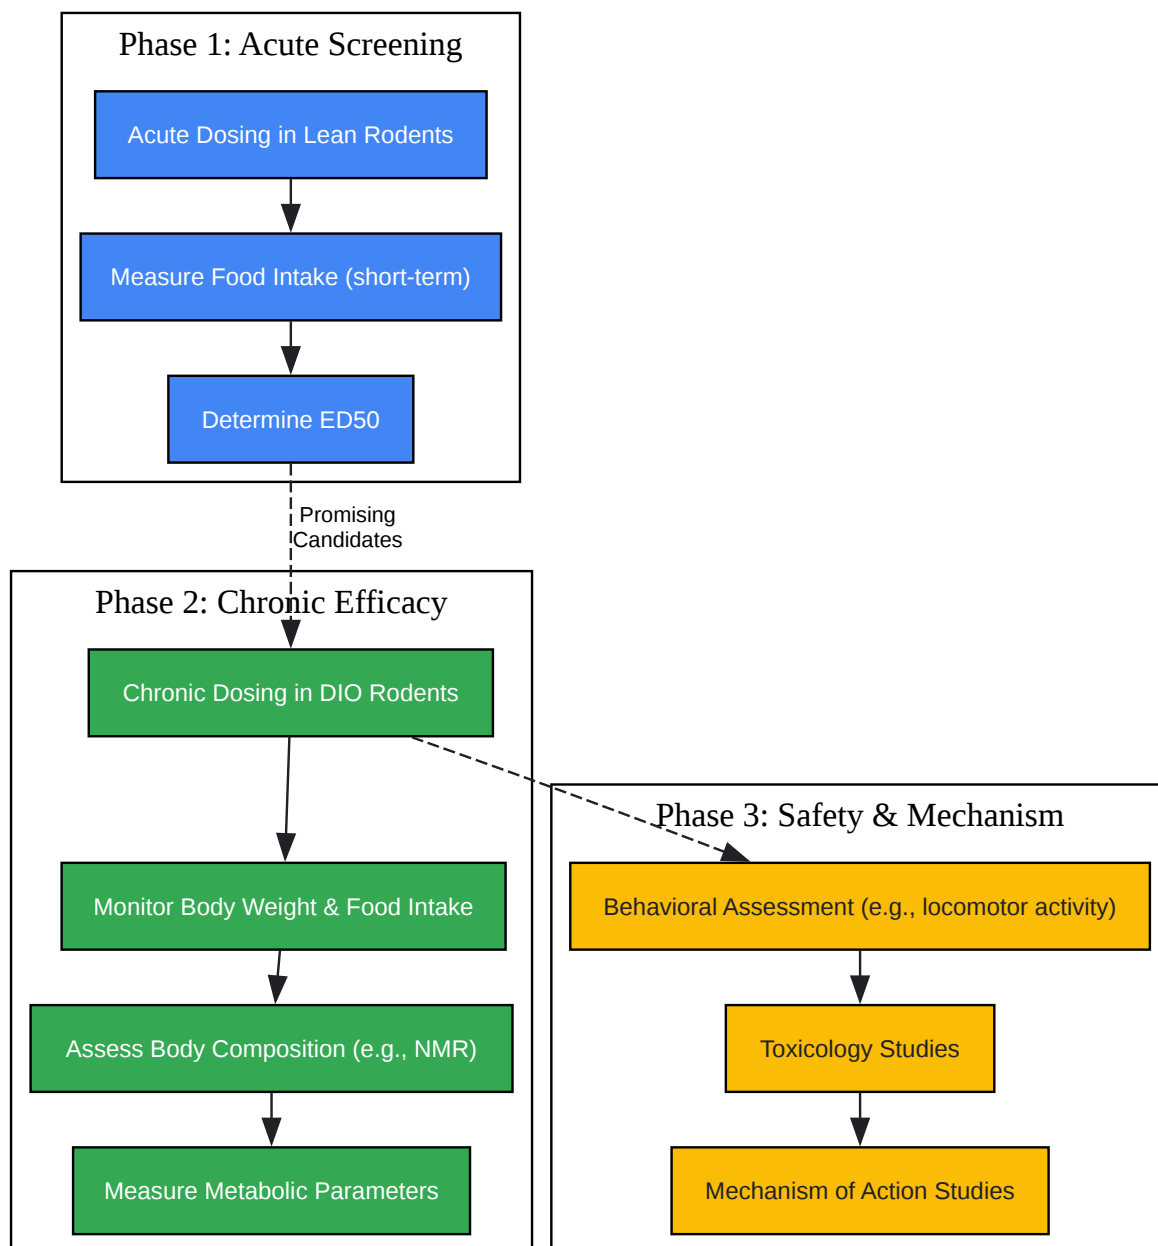 Phase 1: Acute Screening
Acute Dosing in Lean Rodents
Measure Food Intake (short-term)
Determine ED50
Promising
Candidates
Phase 2: Chronic Efficacy
Chronic Dosing in DIO Rodents
Monitor Body Weight & Food Intake
Assess Body Composition (e.g., NMR)
Measure Metabolic Parameters
Phase 3: Safety & Mechanism
Behavioral Assessment (e.g., locomotor activity)
Toxicology Studies
Mechanism of Action Studies